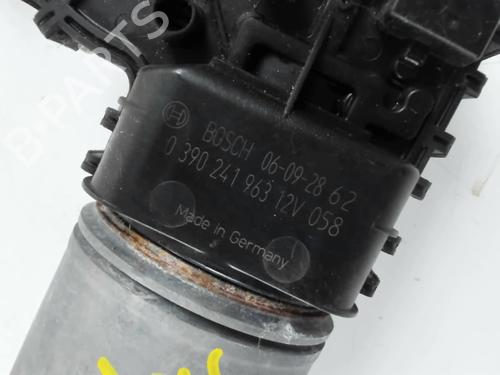 B-PARTS
BOSCH 06-09-28 62
0 390 241 963 12V 058
Made in Germany